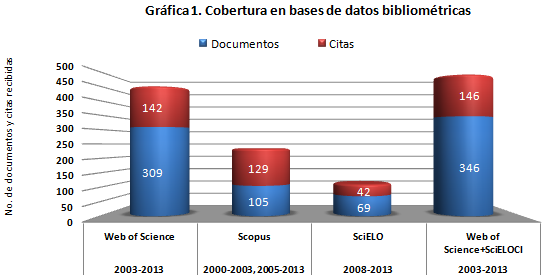 Gráfica1. Cobertura en bases de datos bibliométricas
Documentos Citas
No. de documentos y citas recibidas
500
450
400
350
300
250
200
150
100
50
0
142
309
129
105
42
69
146
346
Web of Science
2003-2013
Scopus
2000-2003, 2005-2013
SciELO
2008-2013
Web of
Science+SciELOCI
2003-2013